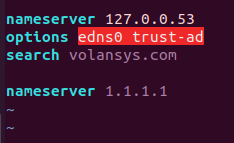 nameserver 127.0.0.53
options edns0 trust-ad
search volansys.com

nameserver 1.1.1.1
~
~